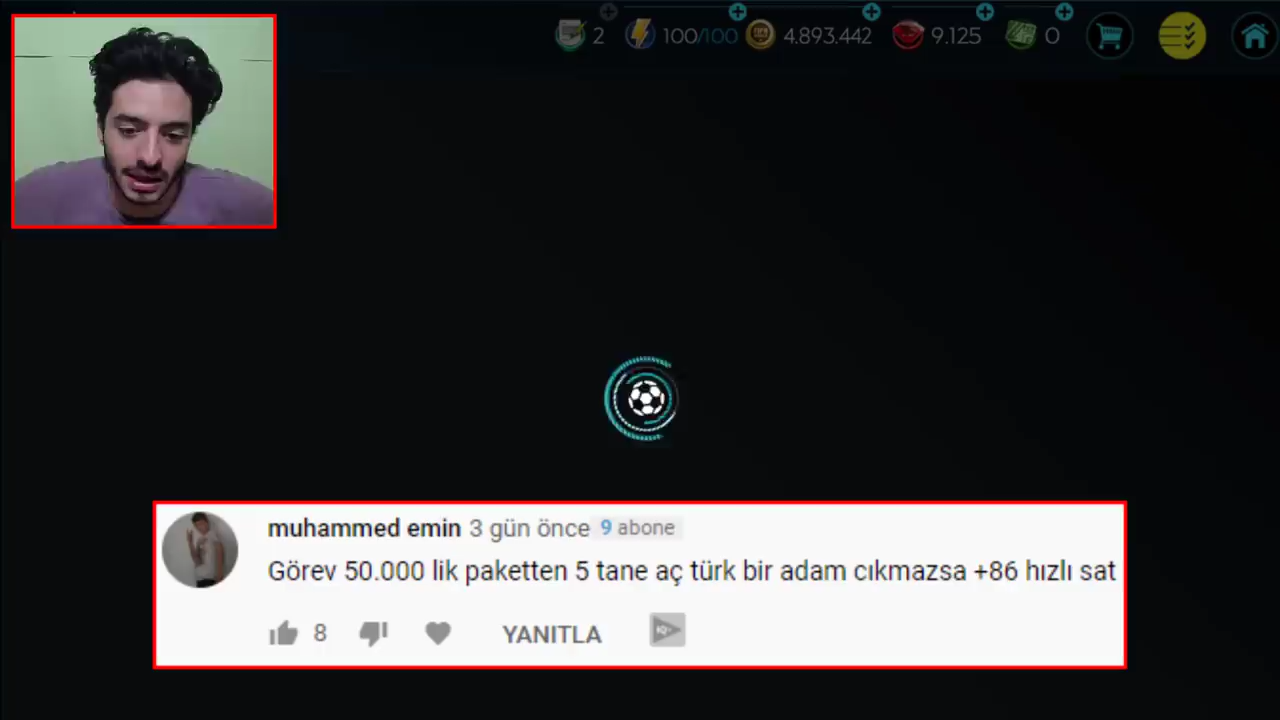 2 100/100 4.893.442 9.125 0
muhammed emin 3 gün önce 9 abone
Görev 50.000 lik paketten 5 tane aç türk bir adam cıkmazsa +86 hızlı sat
8 YANITLA